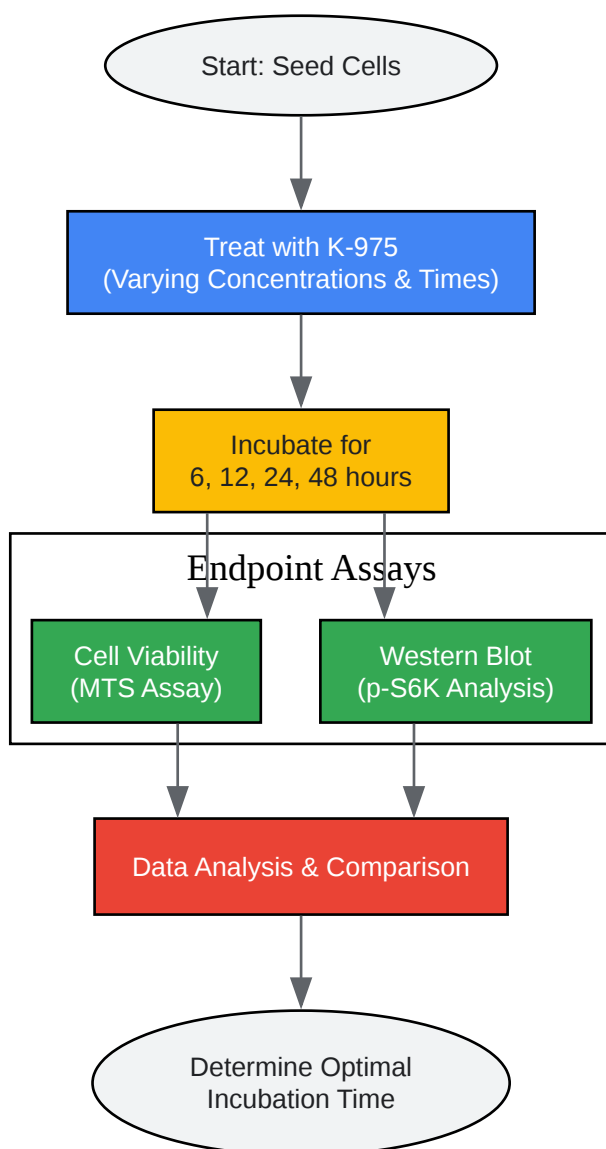 Start: Seed Cells
Treat with K-975
(Varying Concentrations & Times)
Incubate for
6, 12, 24, 48 hours
Endpoint Assays
Cell Viability
(MTS Assay)
Western Blot
(p-S6K Analysis)
Data Analysis & Comparison
Determine Optimal
Incubation Time